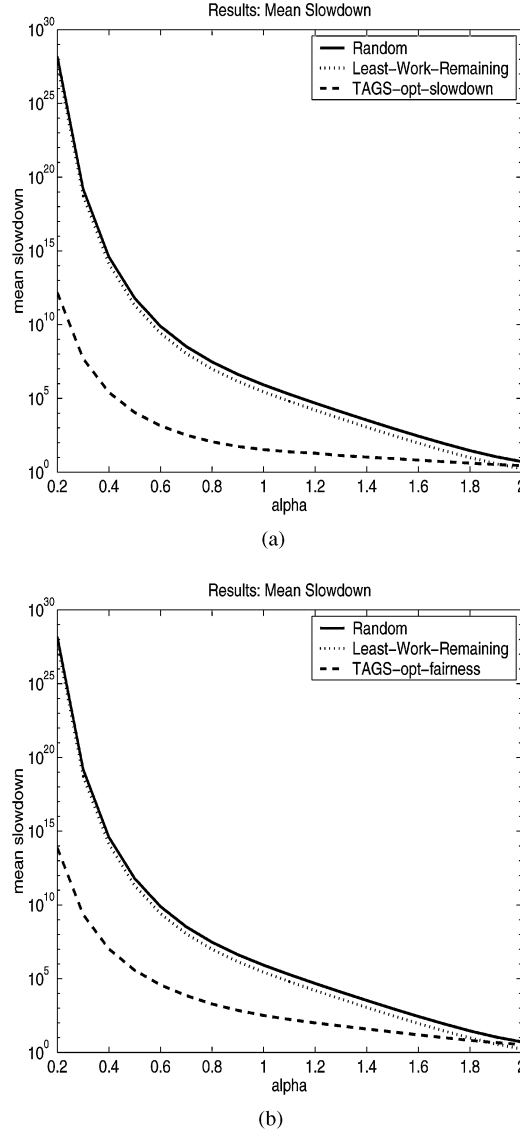 Results: Mean Slowdown
10^30
10^25
10^20
10^15
10^10
10^5
10^0
mean slowdown
Random
Least-Work-Remaining
TAGS-opt-slowdown
0.2 0.4 0.6 0.8 1 1.2 1.4 1.6 1.8 2
alpha
(a)
Results: Mean Slowdown
10^30
10^25
10^20
10^15
10^10
10^5
10^0
mean slowdown
Random
Least-Work-Remaining
TAGS-opt-fairness
0.2 0.4 0.6 0.8 1 1.2 1.4 1.6 1.8 2
alpha
(b)